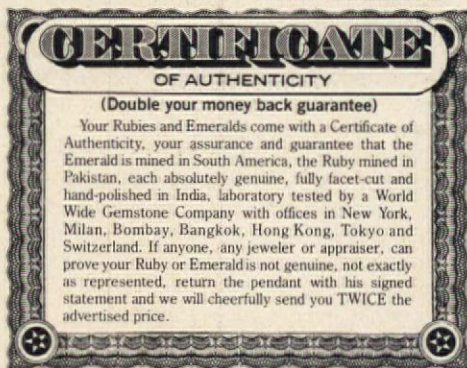 CERTIFICATE
OF AUTHENTICITY
(Double your money back guarantee)
Your Rubies and Emeralds come with a Certificate of
Authenticity, your assurance and guarantee that the
Emerald is mined in South America, the Ruby mined in
Pakistan, each absolutely genuine, fully facet-cut and
hand-polished in India, laboratory tested by a World
Wide Gemstone Company with offices in New York,
Milan, Bombay, Bangkok, Hong Kong, Tokyo and
Switzerland. If anyone, any jeweler or appraiser, can
prove your Ruby or Emerald is not genuine, not exactly
as represented, return the pendant with his signed
statement and we will cheerfully send you TWICE the
advertised price.